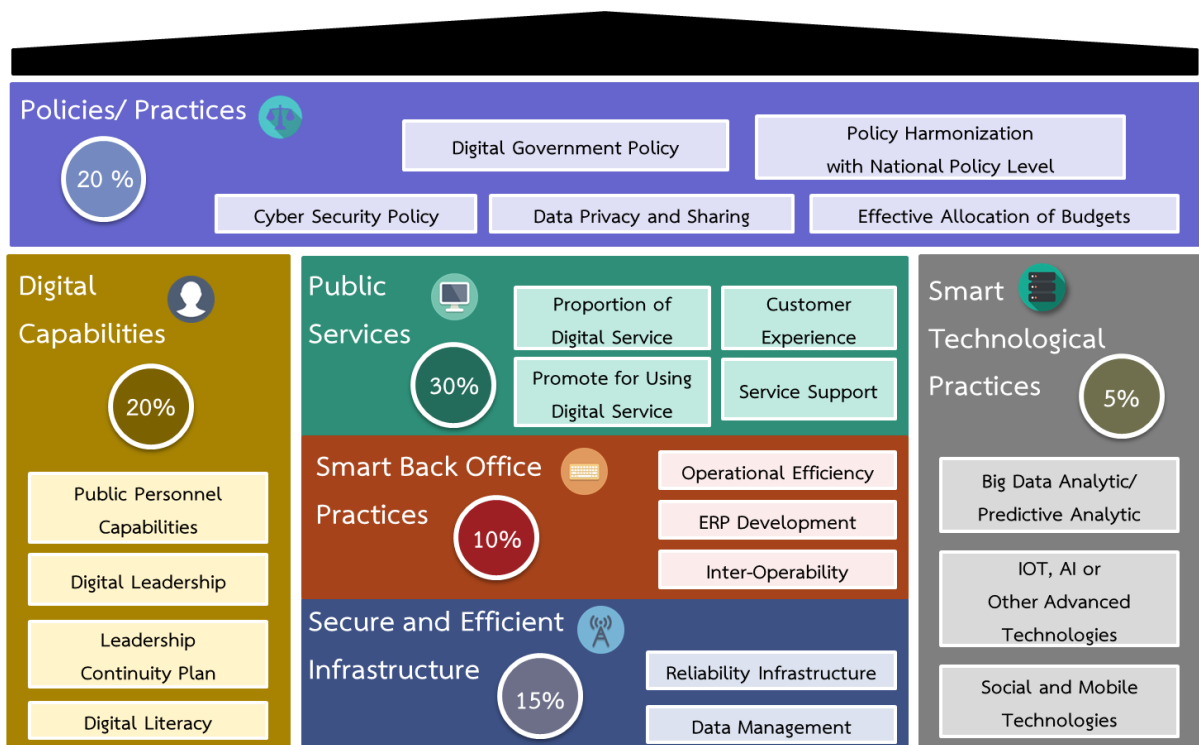 Policies/ Practices
20 %
Digital Government Policy
Policy Harmonization
with National Policy Level
Cyber Security Policy
Data Privacy and Sharing
Effective Allocation of Budgets
Digital
Capabilities
20%
Public Personnel
Capabilities
Digital Leadership
Leadership
Continuity Plan
Digital Literacy
Public
Services
30%
Proportion of
Digital Service
Customer
Experience
Promote for Using
Digital Service
Service Support
Smart Back Office
Practices
10%
Operational Efficiency
ERP Development
Inter-Operability
Secure and Efficient
Infrastructure
15%
Reliability Infrastructure
Data Management
Smart
Technological
Practices
5%
Big Data Analytic/
Predictive Analytic
IOT, AI or
Other Advanced
Technologies
Social and Mobile
Technologies